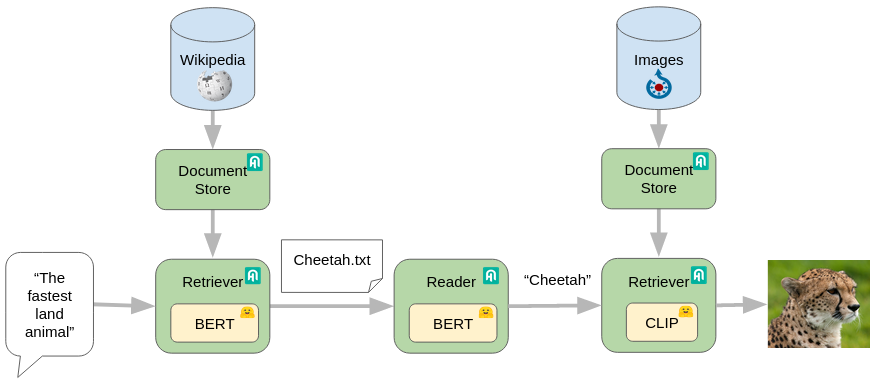 Wikipedia
Images
Document
Store
Document
Store
“The
fastest
land
animal”
Retriever
BERT
Cheetah.txt
Reader
BERT
“Cheetah”
Retriever
CLIP